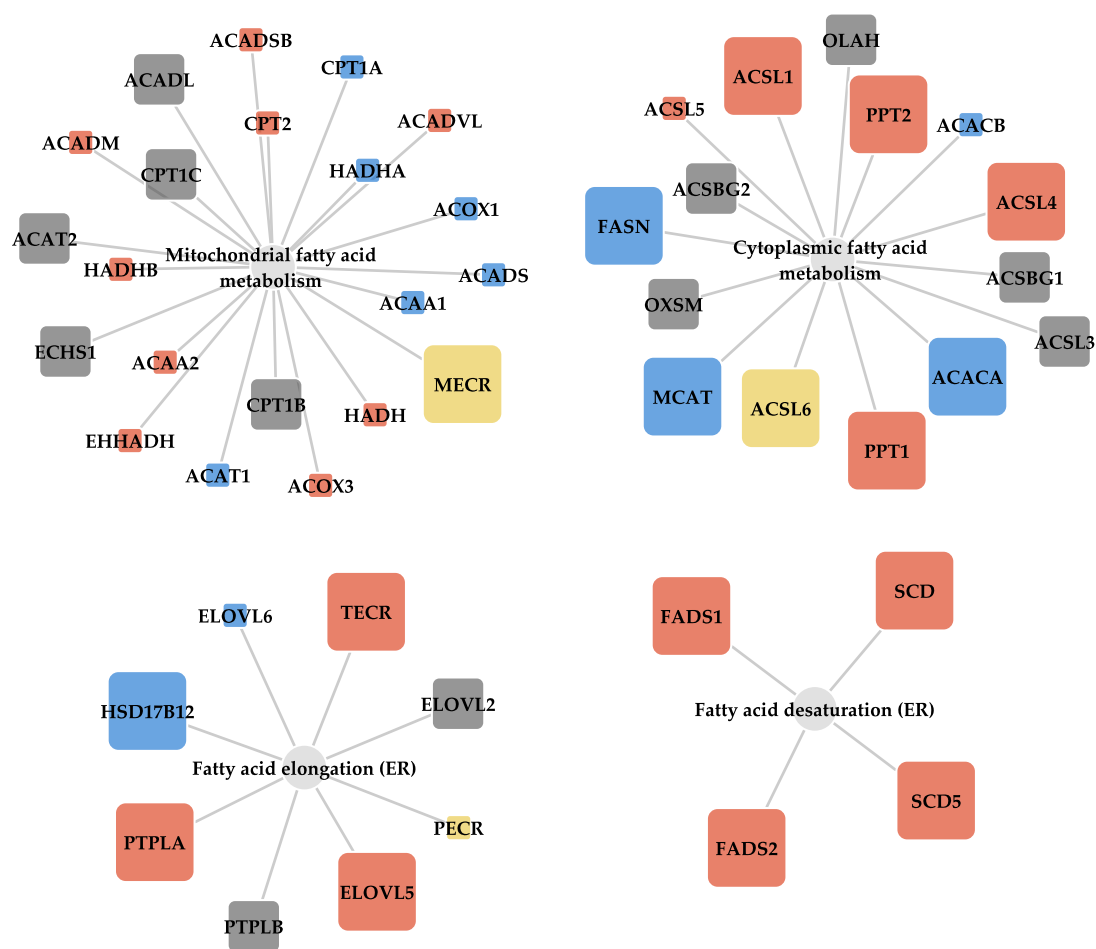 ACADSB
CPT1A
ACADL
CPT2
ACADVL
ACADM
CPT1C
HADHA
ACOX1
ACAT2
Mitochondrial fatty acid
metabolism
HADHB
ACADS
ACAA1
ECHS1
ACAA2
MECR
CPT1B
HADH
EHHADH
ACAT1
ACOX3
OLAH
ACSL1
ACSL5
PPT2
ACACB
ACSBG2
ACSL4
FASN
Cytoplasmic fatty acid
metabolism
ACSBG1
OXSM
ACSL3
MCAT
ACSL6
ACACA
PPT1
ELOVL6
TECR
HSD17B12
ELOVL2
Fatty acid elongation (ER)
PTPLA
PECR
ELOVL5
PTPLB
SCD
FADS1
Fatty acid desaturation (ER)
SCD5
FADS2